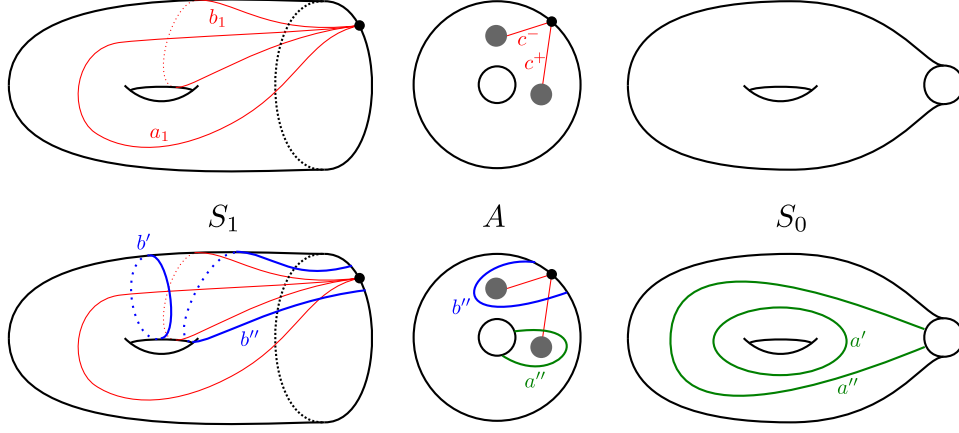 b₁ c⁻
c⁺
a₁
S₁ A S₀
b′
b″ b″ a′
a″ a″